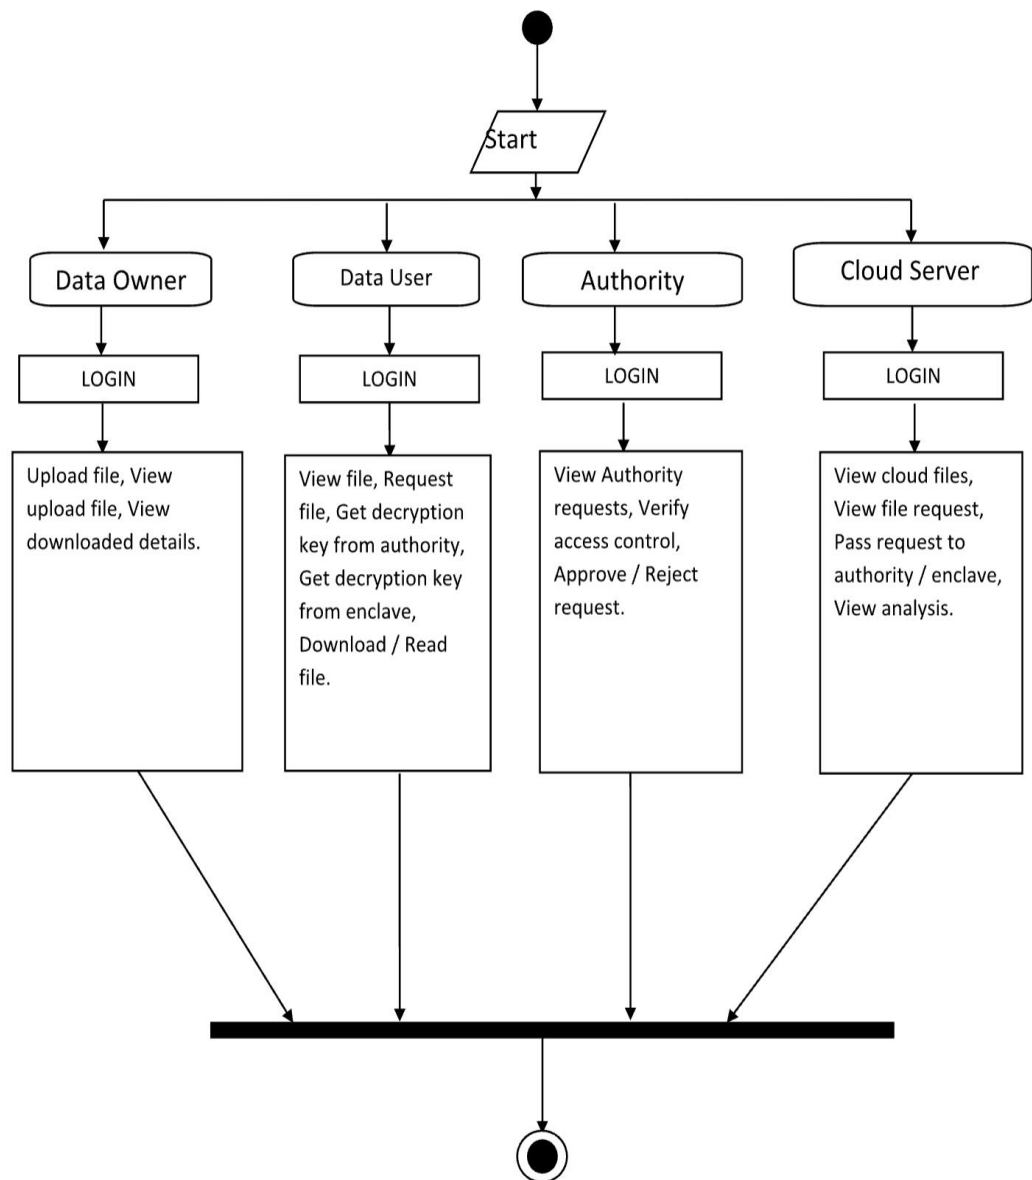 Start
Data Owner
Data User
Authority
Cloud Server
LOGIN
LOGIN
LOGIN
LOGIN
Upload file, View
upload file, View
downloaded details.
View file, Request
file, Get decryption
key from authority,
Get decryption key
from enclave,
Download / Read
file.
View Authority
requests, Verify
access control,
Approve / Reject
request.
View cloud files,
View file request,
Pass request to
authority / enclave,
View analysis.